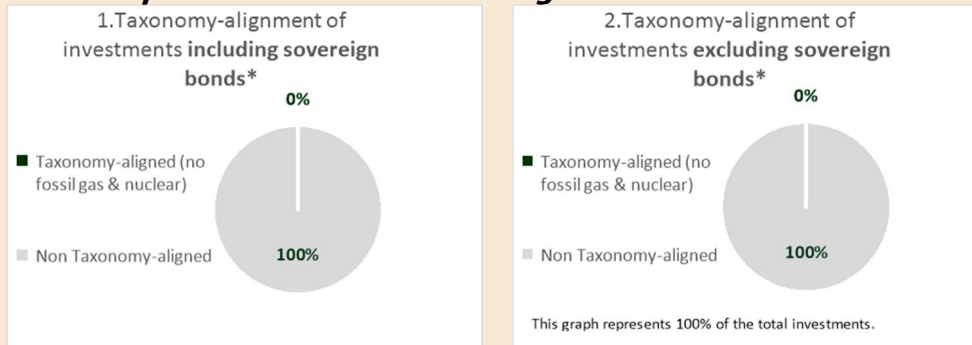 1.Taxonomy-alignment of
investments including sovereign
bonds*
0%
Taxonomy-aligned (no
fossil gas & nuclear)
Non Taxonomy-aligned
100%
2.Taxonomy-alignment of
investments excluding sovereign
bonds*
0%
Taxonomy-aligned (no
fossil gas & nuclear)
Non Taxonomy-aligned
100%
This graph represents 100% of the total investments.